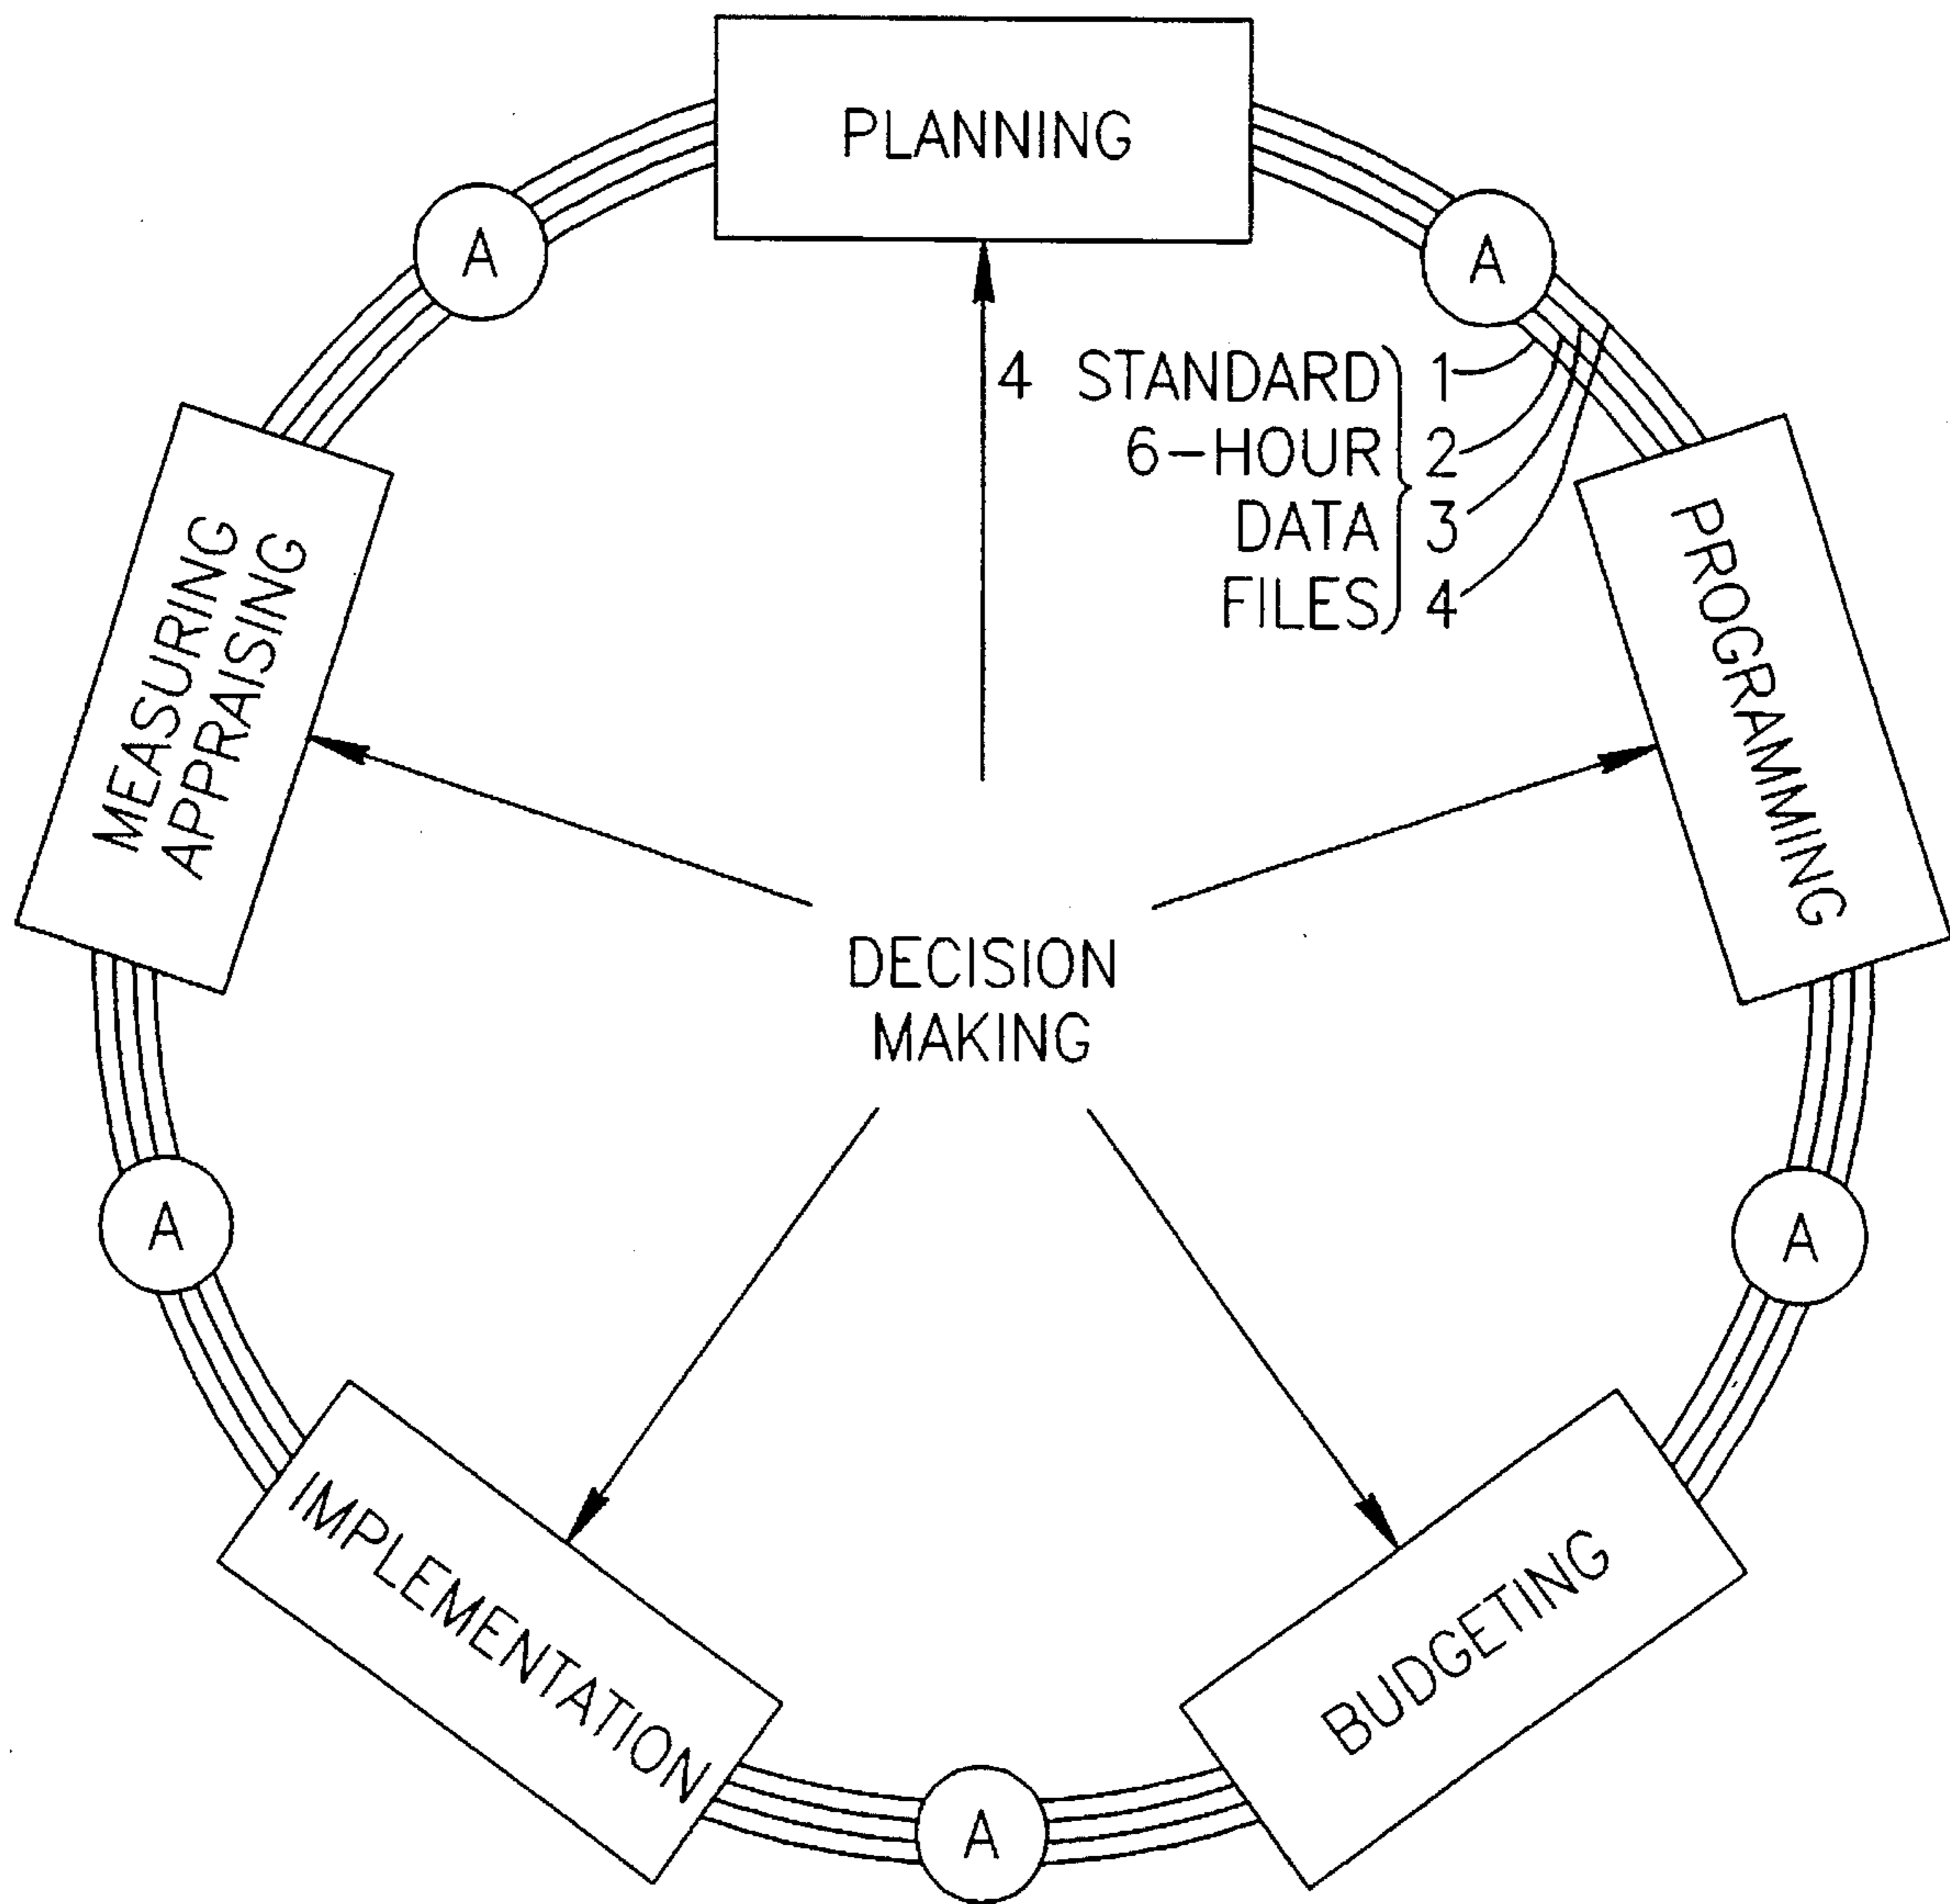 PLANNING
A
A
4 STANDARD
6-HOUR
DATA
FILES
1
2
3
4
MEASURING
APPRAISING
PROGRAMMING
DECISION
MAKING
A
A
IMPLEMENTATION
BUDGETING
A